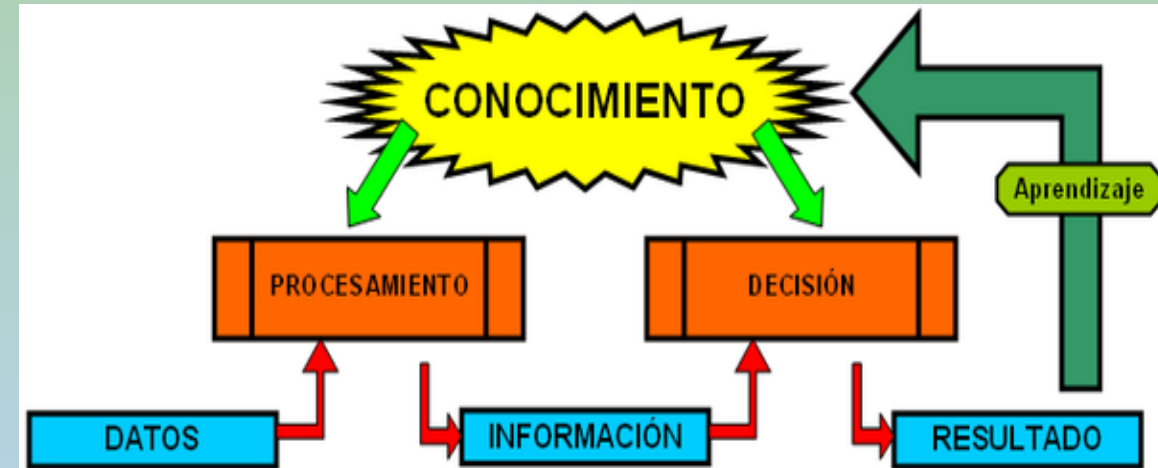 CONOCIMIENTO
Aprendizaje
PROCESAMIENTO
DECISIÓN
DATOS
INFORMACIÓN
RESULTADO